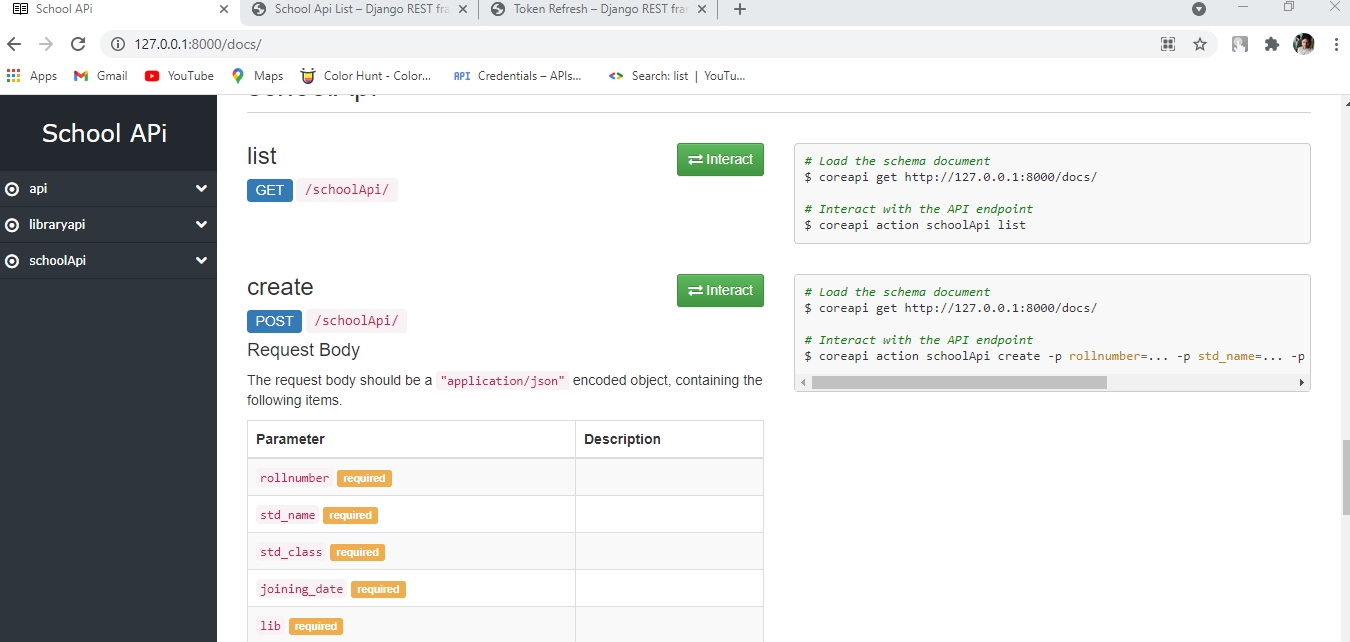 School APi
School Api List – Django REST fra
Token Refresh – Django REST fra
127.0.0.1:8000/docs/
Apps
Gmail
YouTube
Maps
Color Hunt - Color...
API Credentials – APIs...
Search: list | YouTu...
School APi
api
libraryapi
schoolApi
schoolApi
list
Interact
GET /schoolApi/
# Load the schema document
$ coreapi get http://127.0.0.1:8000/docs/
# Interact with the API endpoint
$ coreapi action schoolApi list
create
Interact
POST /schoolApi/
Request Body
The request body should be a "application/json" encoded object, containing the
following items.
# Load the schema document
$ coreapi get http://127.0.0.1:8000/docs/
# Interact with the API endpoint
$ coreapi action schoolApi create -p rollnumber=... -p std_name=... -p
Parameter Description
rollnumber required
std_name required
std_class required
joining_date required
lib required